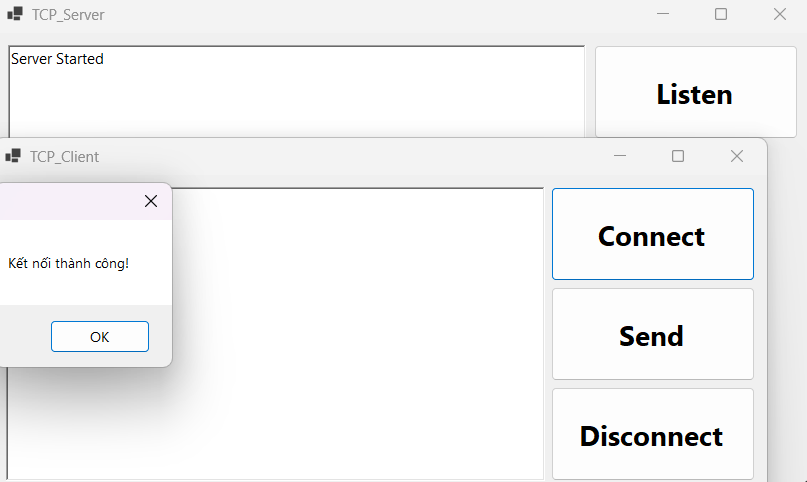 TCP_Server
Server Started
Listen
TCP_Client
Kết nối thành công!
OK
Connect
Send
Disconnect